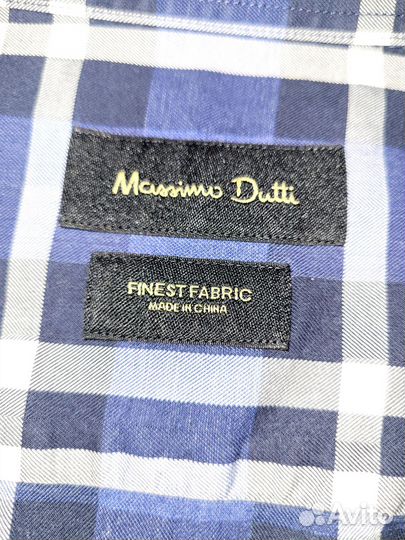 Massimo Dutti
FINEST FABRIC
MADE IN CHINA
Avito